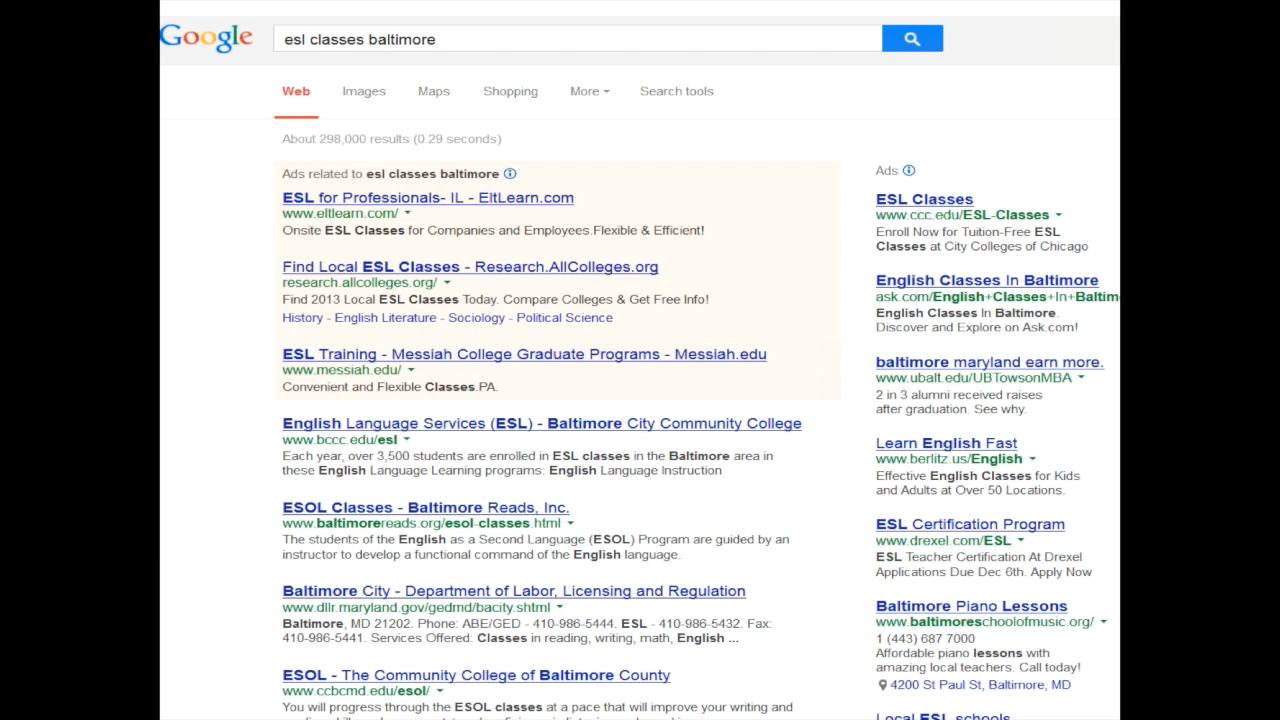 Google
esl classes baltimore
Web Images Maps Shopping More Search tools
About 298,000 results (0.29 seconds)
Ads related to esl classes baltimore
ESL for Professionals- IL - EltLearn.com
www.eltlearn.com/
Onsite ESL Classes for Companies and Employees.Flexible & Efficient!
Find Local ESL Classes - Research.AllColleges.org
research.allcolleges.org/
Find 2013 Local ESL Classes Today. Compare Colleges & Get Free Info!
History - English Literature - Sociology - Political Science
ESL Training - Messiah College Graduate Programs - Messiah.edu
www.messiah.edu/
Convenient and Flexible Classes.PA.
English Language Services (ESL) - Baltimore City Community College
www.bccc.edu/esl
Each year, over 3,500 students are enrolled in ESL classes in the Baltimore area in
these English Language Learning programs: English Language Instruction
ESOL Classes - Baltimore Reads, Inc.
www.baltimorereads.org/esol-classes.html
The students of the English as a Second Language (ESOL) Program are guided by an
instructor to develop a functional command of the English language.
Baltimore City - Department of Labor, Licensing and Regulation
www.dllr.maryland.gov/gedmd/bacity.shtml
Baltimore, MD 21202. Phone: ABE/GED - 410-986-5444. ESL - 410-986-5432. Fax:
410-986-5441. Services Offered: Classes in reading, writing, math, English ...
ESOL - The Community College of Baltimore County
www.ccbcmd.edu/esol/
You will progress through the ESOL classes at a pace that will improve your writing and
Ads
ESL Classes
www.ccc.edu/ESL-Classes
Enroll Now for Tuition-Free ESL
Classes at City Colleges of Chicago
English Classes In Baltimore
ask.com/English+Classes+In+Baltim
English Classes In Baltimore.
Discover and Explore on Ask.com!
baltimore maryland earn more.
www.ubalt.edu/UBTowsonMBA
2 in 3 alumni received raises
after graduation. See why.
Learn English Fast
www.berlitz.us/English
Effective English Classes for Kids
and Adults at Over 50 Locations.
ESL Certification Program
www.drexel.com/ESL
ESL Teacher Certification At Drexel
Applications Due Dec 6th. Apply Now
Baltimore Piano Lessons
www.baltimoreschoolofmusic.org/
1 (443) 687 7000
Affordable piano lessons with
amazing local teachers. Call today!
4200 St Paul St, Baltimore, MD
Local ESL schools